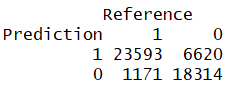 Reference
Prediction 1 0
1 23593 6620
0 1171 18314